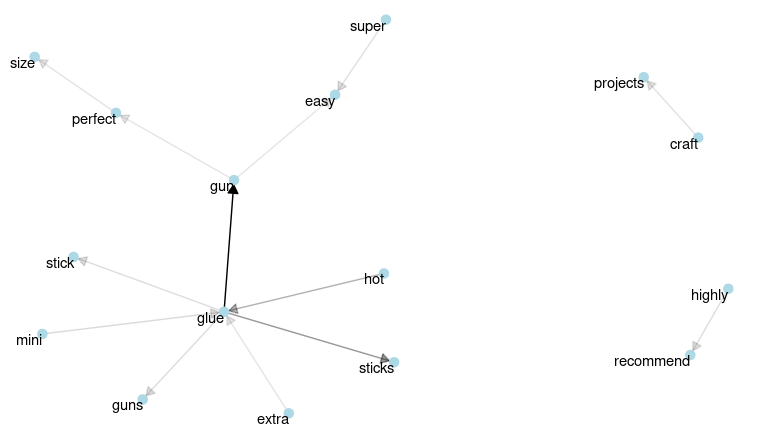 super
size
projects
easy
perfect
craft
gun
stick
hot
highly
glue
mini
recommend
sticks
guns
extra